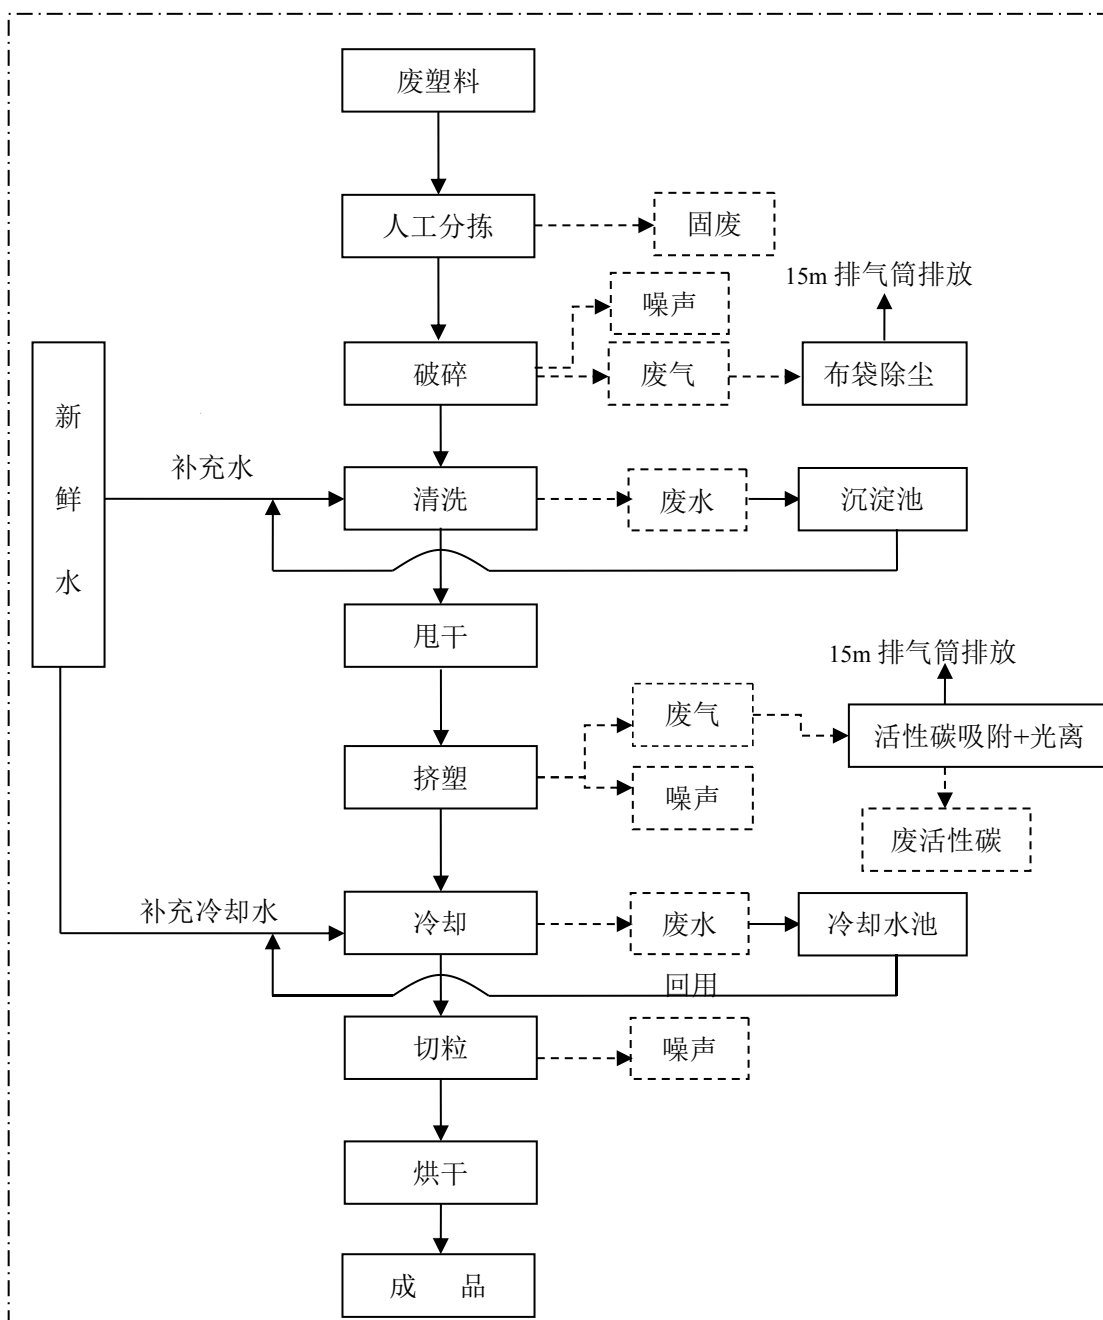 废塑料
人工分拣
固废
噪声
15m 排气筒排放
破碎
废气
布袋除尘
新鲜水
补充水
清洗
废水
沉淀池
甩干
15m 排气筒排放
废气
活性碳吸附+光离
挤塑
噪声
废活性碳
补充冷却水
冷却
废水
冷却水池
回用
切粒
噪声
烘干
成 品